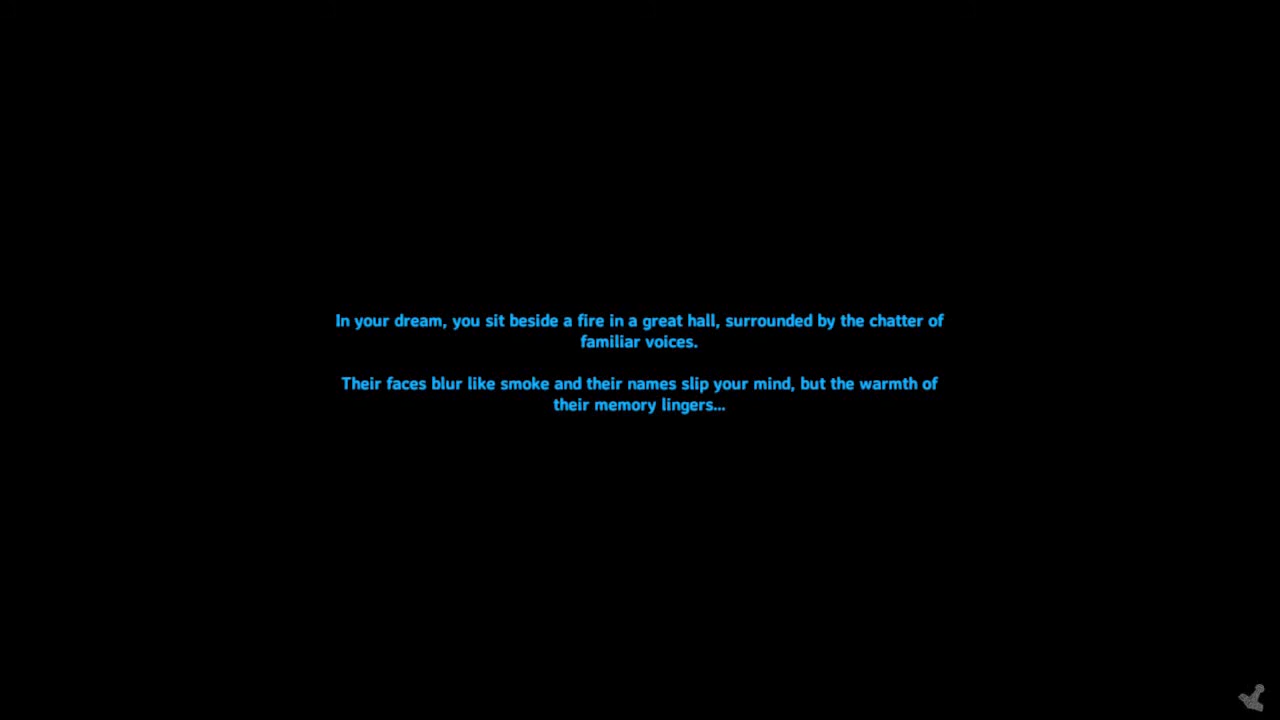 In your dream, you sit beside a fire in a great hall, surrounded by the chatter of
familiar voices.
Their faces blur like smoke and their names slip your mind, but the warmth of
their memory lingers...